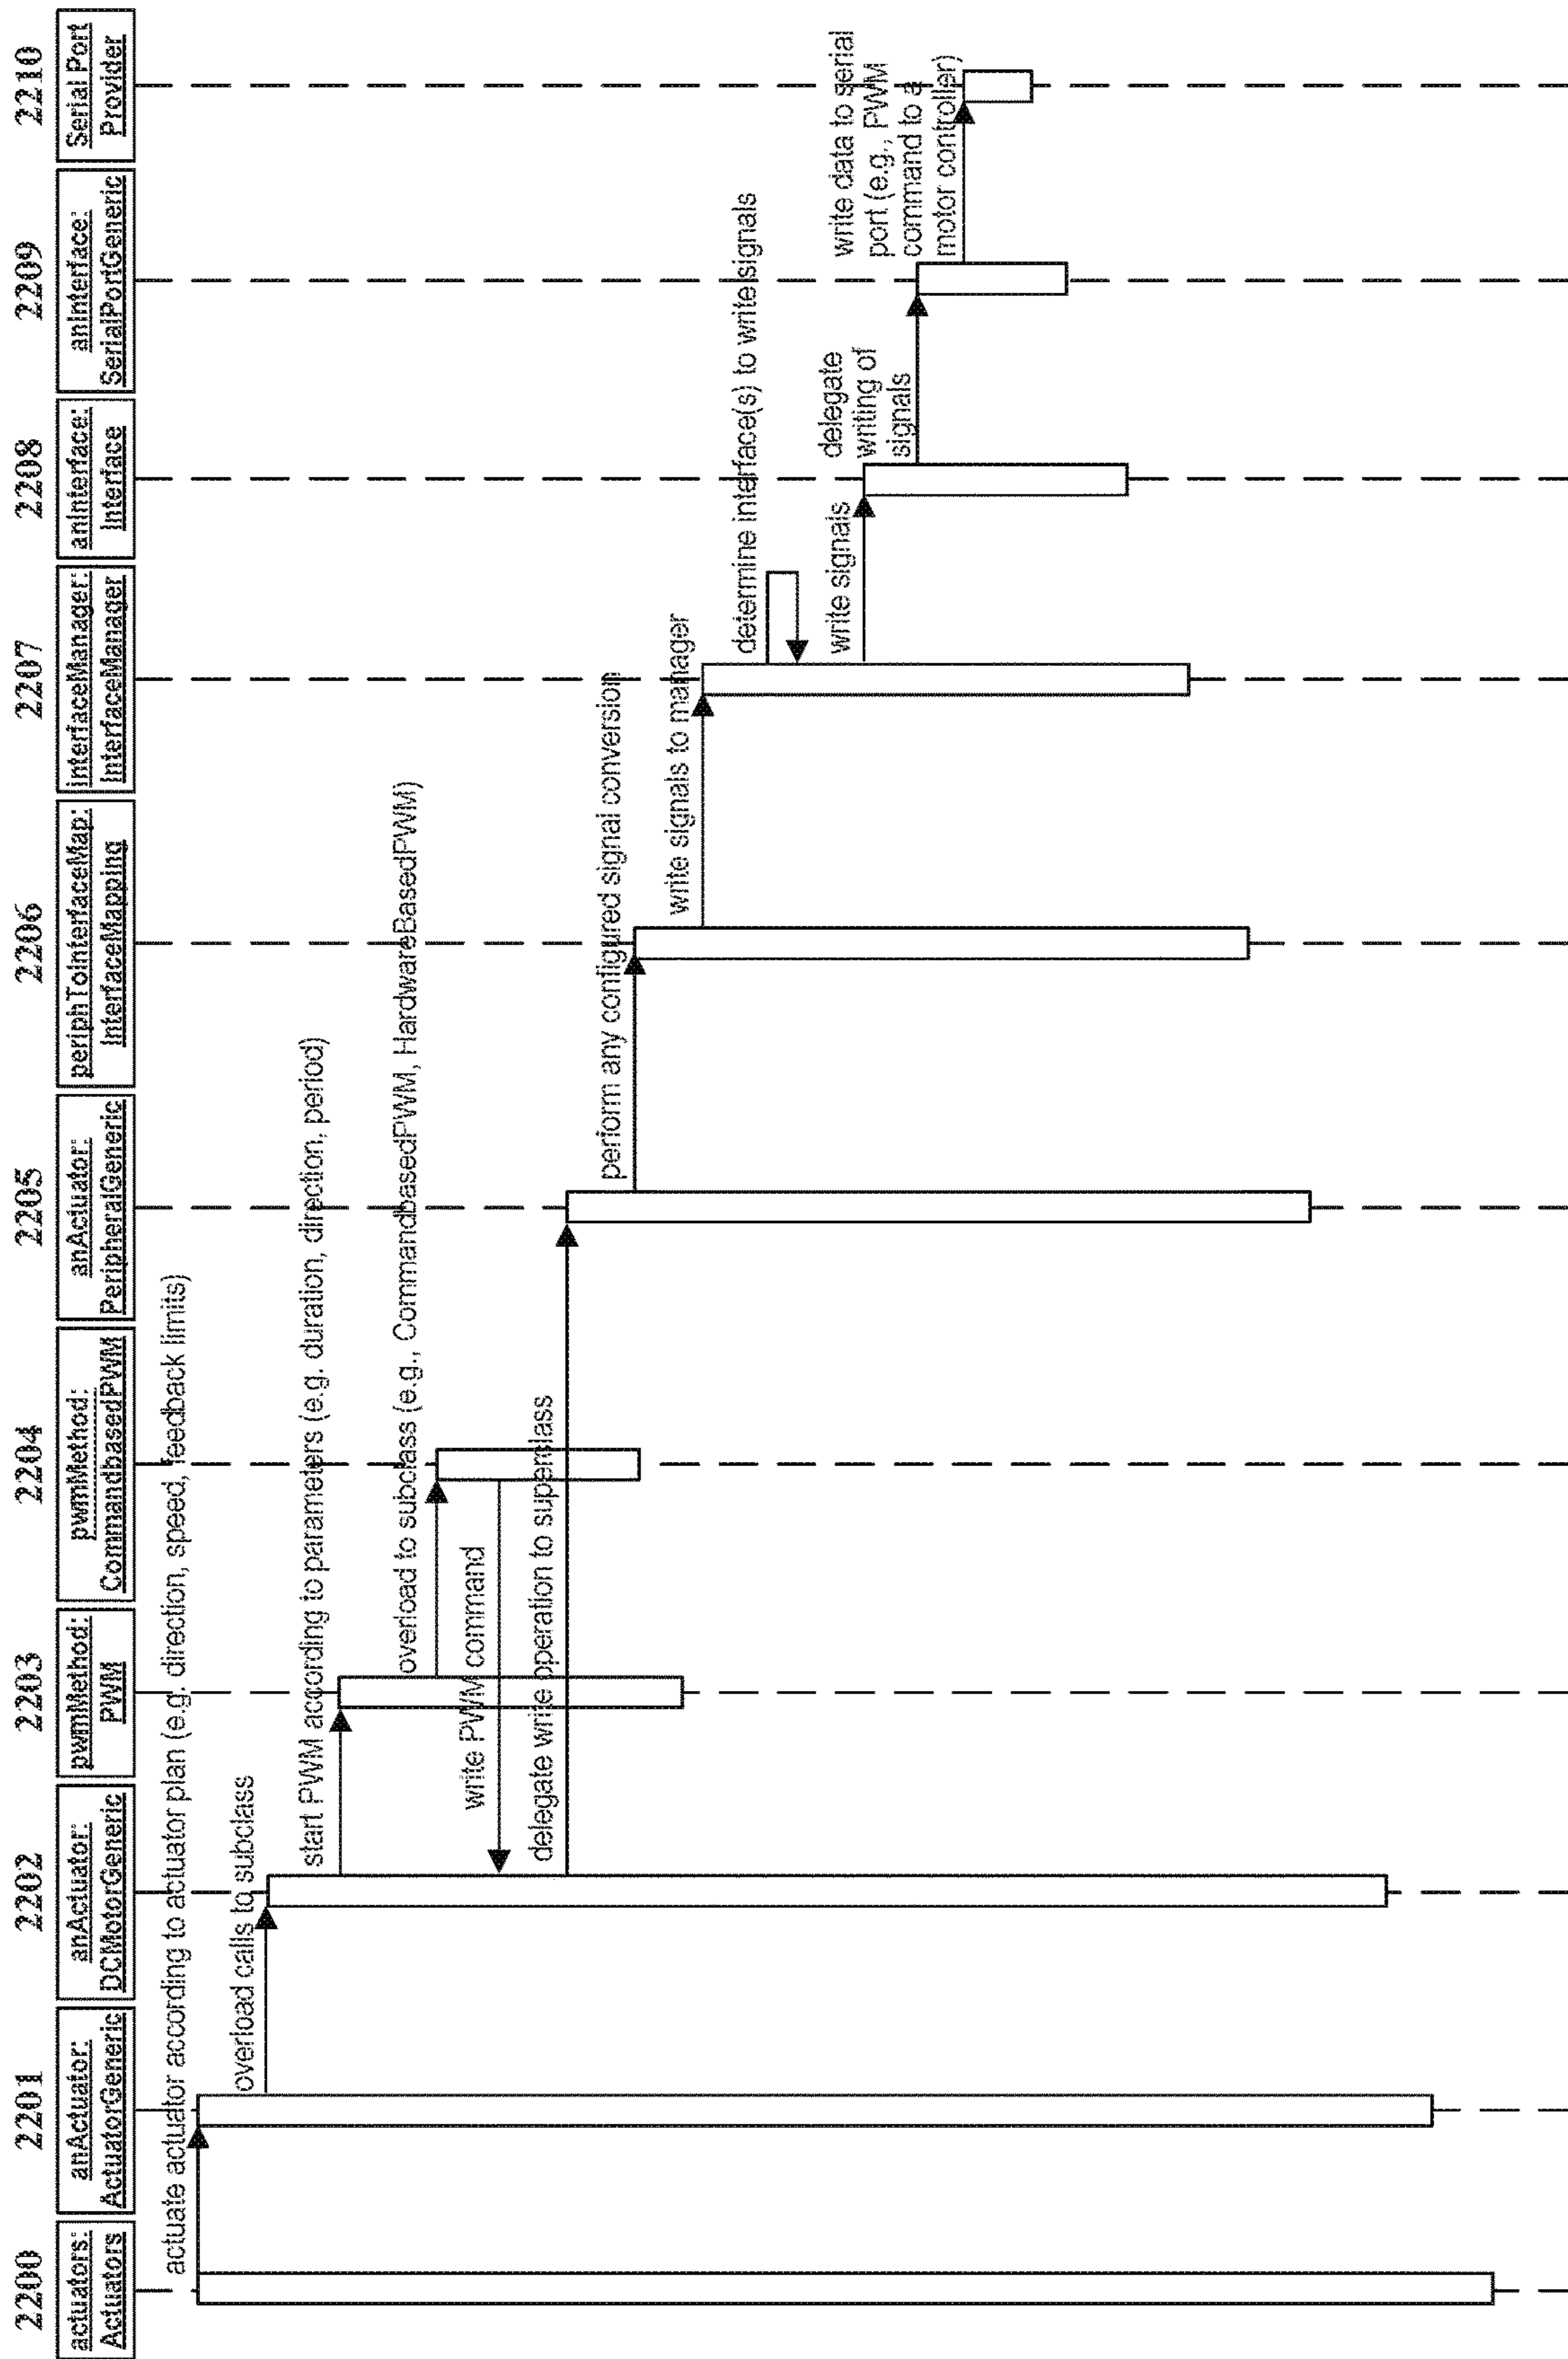 2200
actuators:
Actuators
2201
anActuator:
ActuatorGeneric
2202
anActuator:
DCMotorGeneric
2203
pwmMethod:
PWM
2204
pwmMethod:
CommandbasedPWM
2205
anActuator:
PeripheralGeneric
2206
periphToInterfaceMap:
InterfaceMapping
2207
interfaceManager:
InterfaceManager
2208
anInterface:
Interface
2209
anInterface:
SerialPortGeneric
2210
Serial Port
Provider
actuate actuator according to actuator plan (e.g. direction, speed, feedback limits)
overload calls to subclass
start PWM according to parameters (e.g. duration, direction, period)
overload to subclass (e.g., CommandbasedPWM, HardwareBasedPWM)
write PWM command
delegate write operation to superclass
perform any configured signal conversion
write signals to manager
determine interface(s) to write signals
write signals
delegate
writing of
signals
write data to serial
port (e.g., PWM
command to a
motor controller)